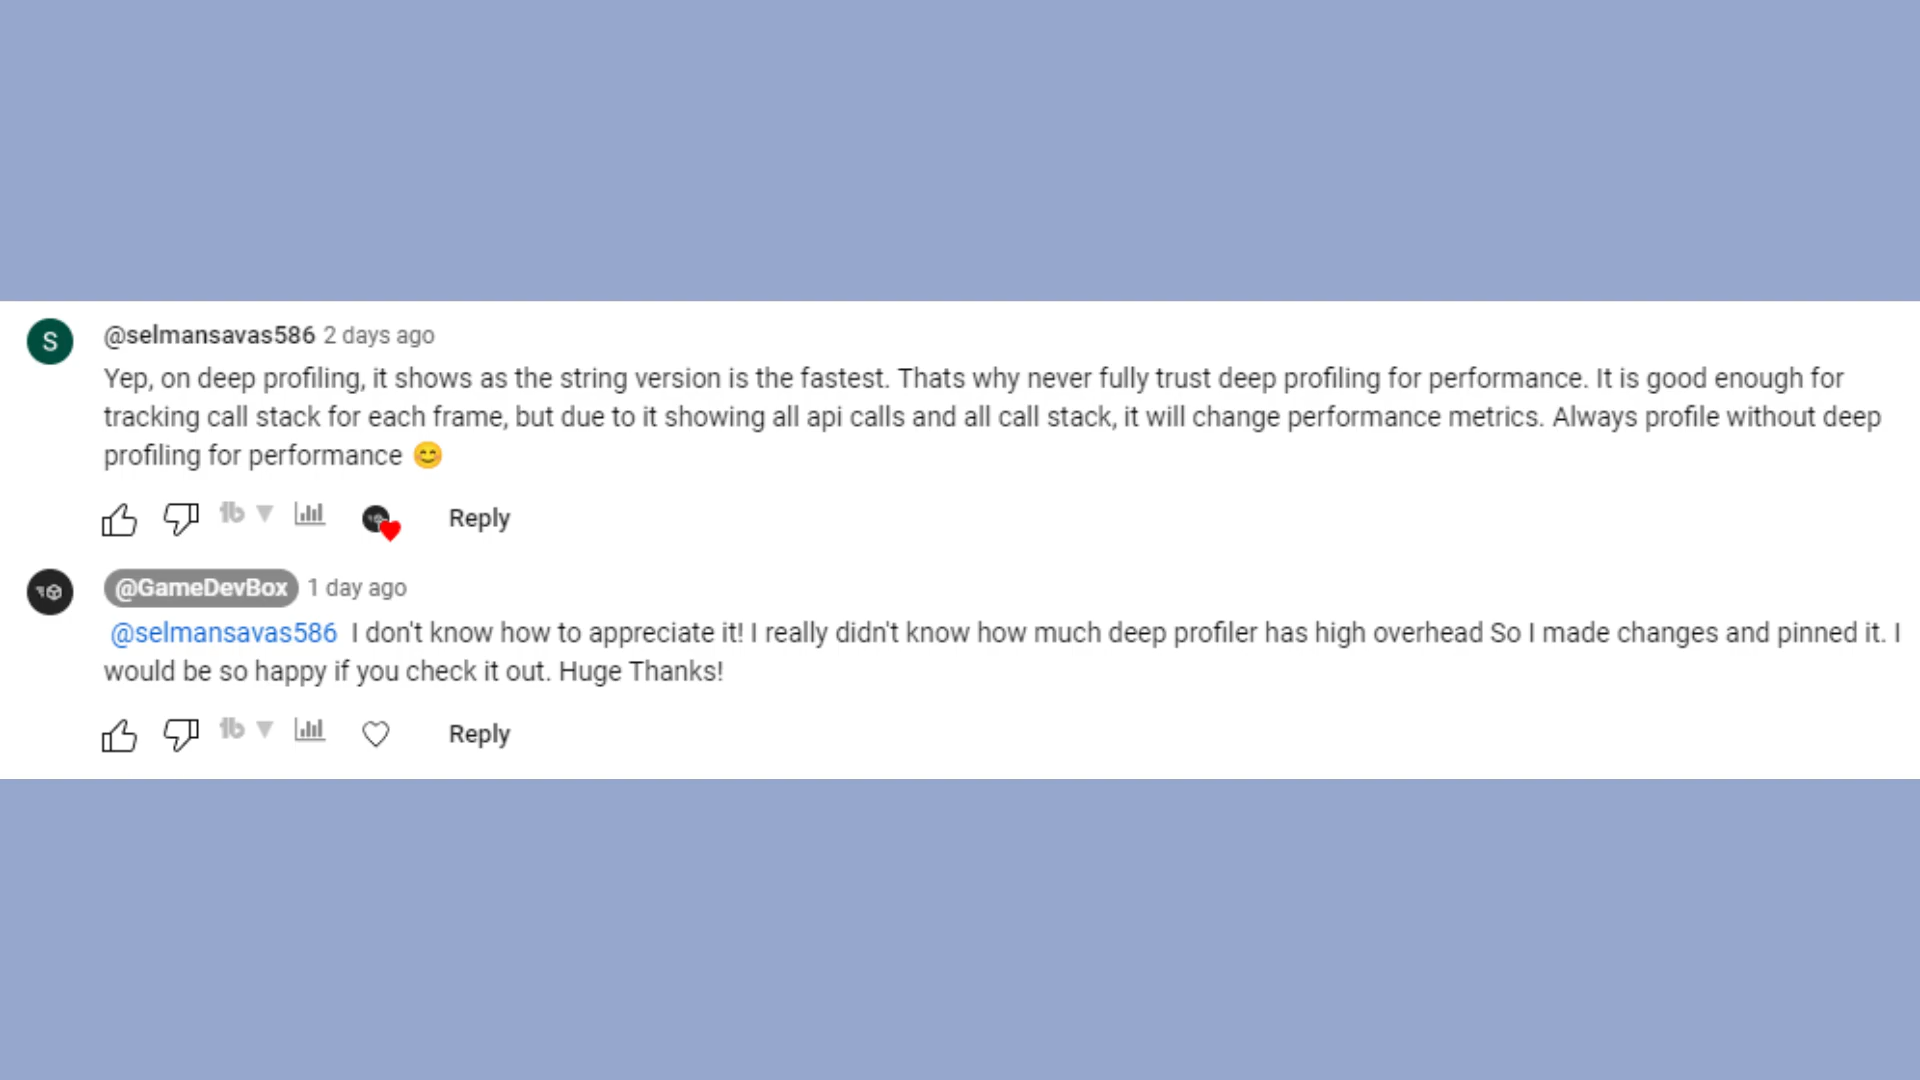 S
@selmansavas586 2 days ago
Yep, on deep profiling, it shows as the string version is the fastest. Thats why never fully trust deep profiling for performance. It is good enough for
tracking call stack for each frame, but due to it showing all api calls and all call stack, it will change performance metrics. Always profile without deep
profiling for performance 😊
Reply
@GameDevBox 1 day ago
@selmansavas586 I don't know how to appreciate it! I really didn't know how much deep profiler has high overhead So I made changes and pinned it. I
would be so happy if you check it out. Huge Thanks!
Reply